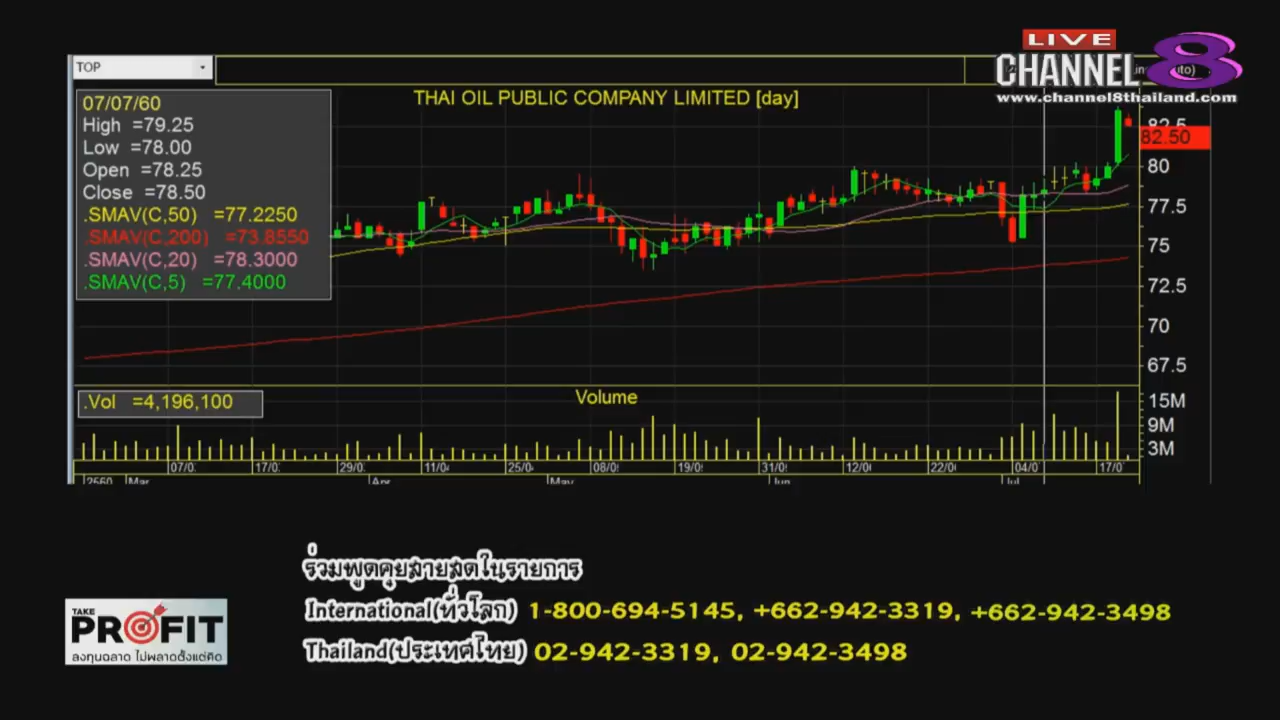 LIVE
CHANNEL 8
www.channel8thailand.com
TOP
THAI OIL PUBLIC COMPANY LIMITED [day]
07/07/60
High =79.25
Low =78.00
Open =78.25
Close =78.50
.SMAV(C,50) =77.2250
.SMAV(C,200) =73.8550
.SMAV(C,20) =78.3000
.SMAV(C,5) =77.4000
82.5
82.50
80
77.5
75
72.5
70
67.5
.Vol =4,196,100
Volume
15M
9M
3M
07/0 17/0 29/0 11/0 25/0 08/0 19/0 31/0 12/0 22/0 04/0 17/0
2560 Mar Apr May Jun Jul
ร่วมพูดคุยสายสดในรายการ
International(ทั่วโลก) 1-800-694-5145, +662-942-3319, +662-942-3498
Thailand(ประเทศไทย) 02-942-3319, 02-942-3498
TAKE
PROFIT
ลงทุนฉลาด ไม่พลาดตั้งแต่คิด